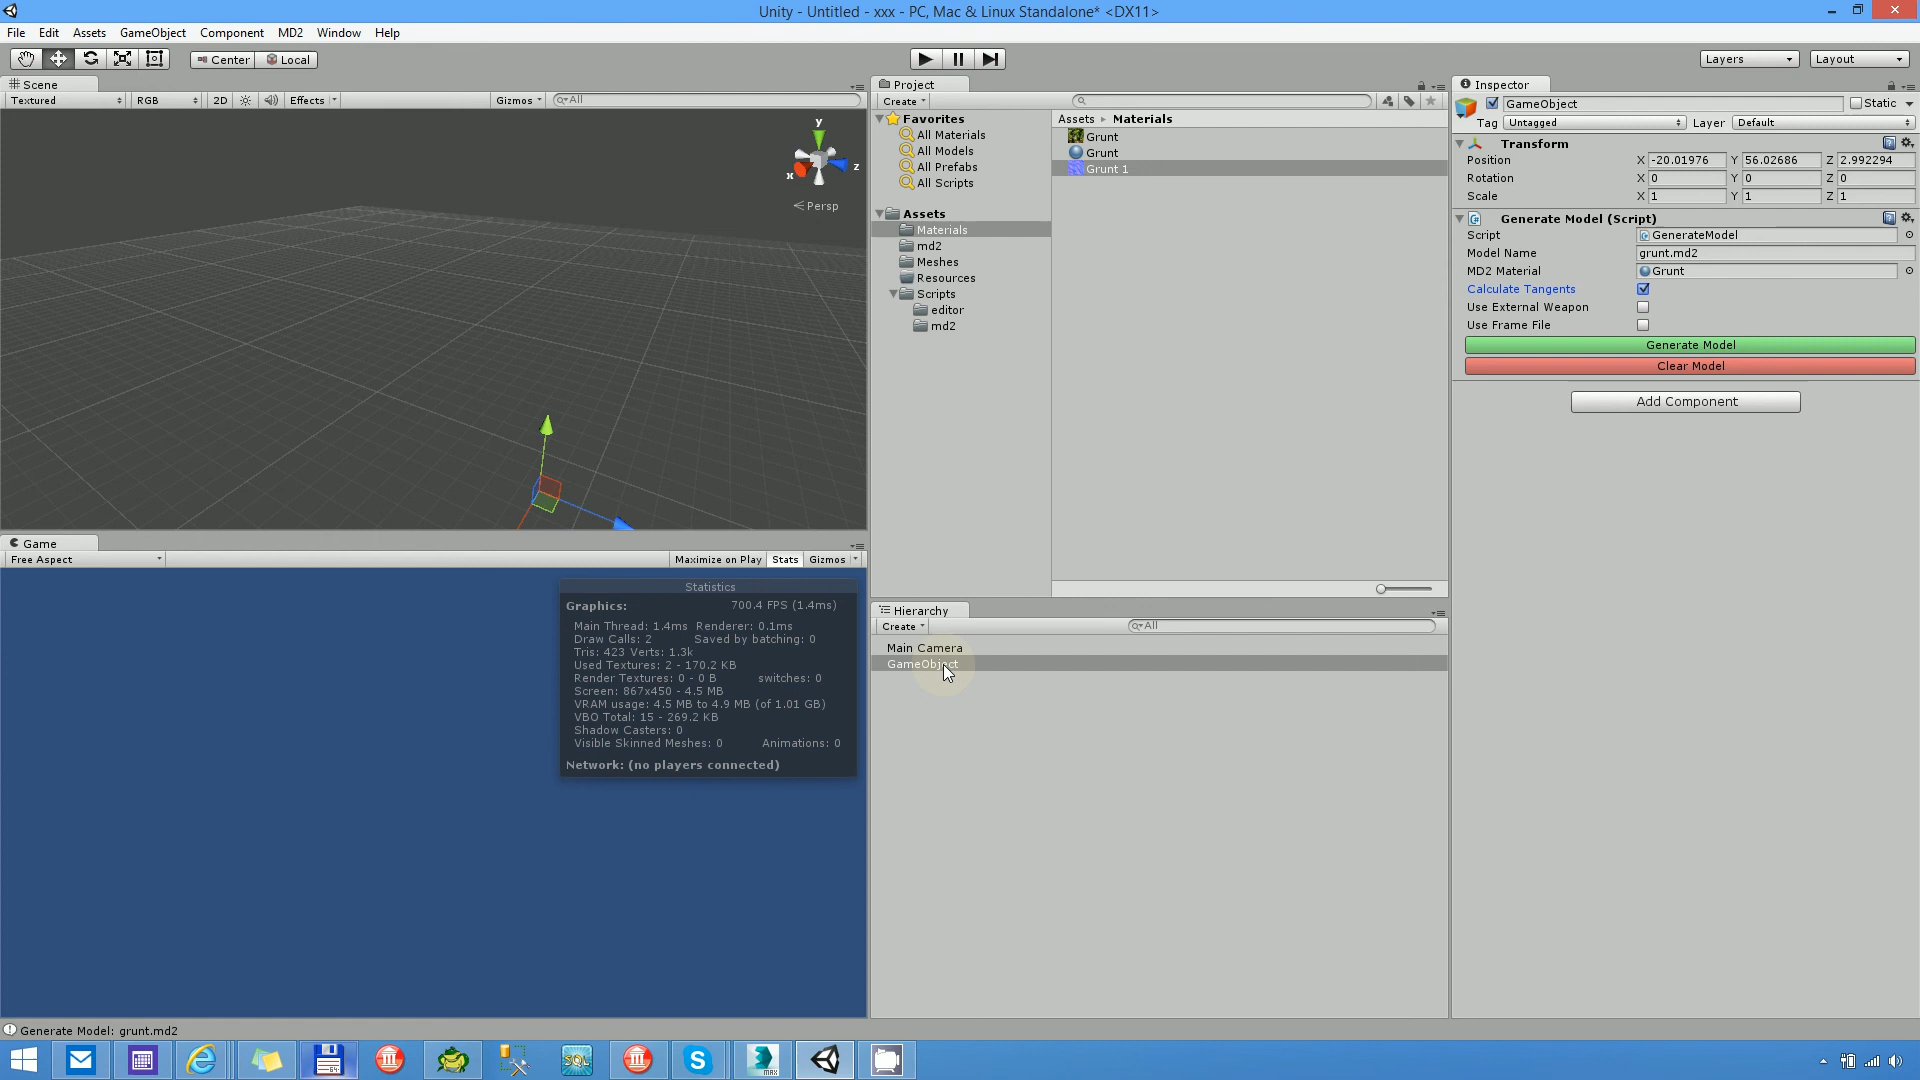 Unity - Untitled - xxx - PC, Mac & Linux Standalone* <DX11>
File Edit Assets GameObject Component MD2 Window Help
Center Local Layers Layout
Scene
Textured RGB 2D Effects Gizmos All
y
x
z
Persp
Game
Free Aspect Maximize on Play Stats Gizmos
Statistics
Graphics: 700.4 FPS (1.4ms)
Main Thread: 1.4ms Renderer: 0.1ms
Draw Calls: 2 Saved by batching: 0
Tris: 423 Verts: 1.3k
Used Textures: 2 - 170.2 KB
Render Textures: 0 - 0 B switches: 0
Screen: 867x450 - 4.5 MB
VRAM usage: 4.5 MB to 4.9 MB (of 1.01 GB)
VBO Total: 15 - 269.2 KB
Shadow Casters: 0
Visible Skinned Meshes: 0 Animations: 0
Network: (no players connected)
Project
Create
Favorites
All Materials
All Models
All Prefabs
All Scripts
Assets
Materials
md2
Meshes
Resources
Scripts
editor
md2
Assets Materials
Grunt
Grunt
Grunt 1
Hierarchy
Create All
Main Camera
GameObject
Inspector
GameObject Static
Tag Untagged Layer Default
Transform
Position X -20.01976 Y 56.02686 Z 2.992294
Rotation X 0 Y 0 Z 0
Scale X 1 Y 1 Z 1
Generate Model (Script)
Script GenerateModel
Model Name grunt.md2
MD2 Material Grunt
Calculate Tangents
Use External Weapon
Use Frame File
Generate Model
Clear Model
Add Component
Generate Model: grunt.md2
64
SQL
MAX